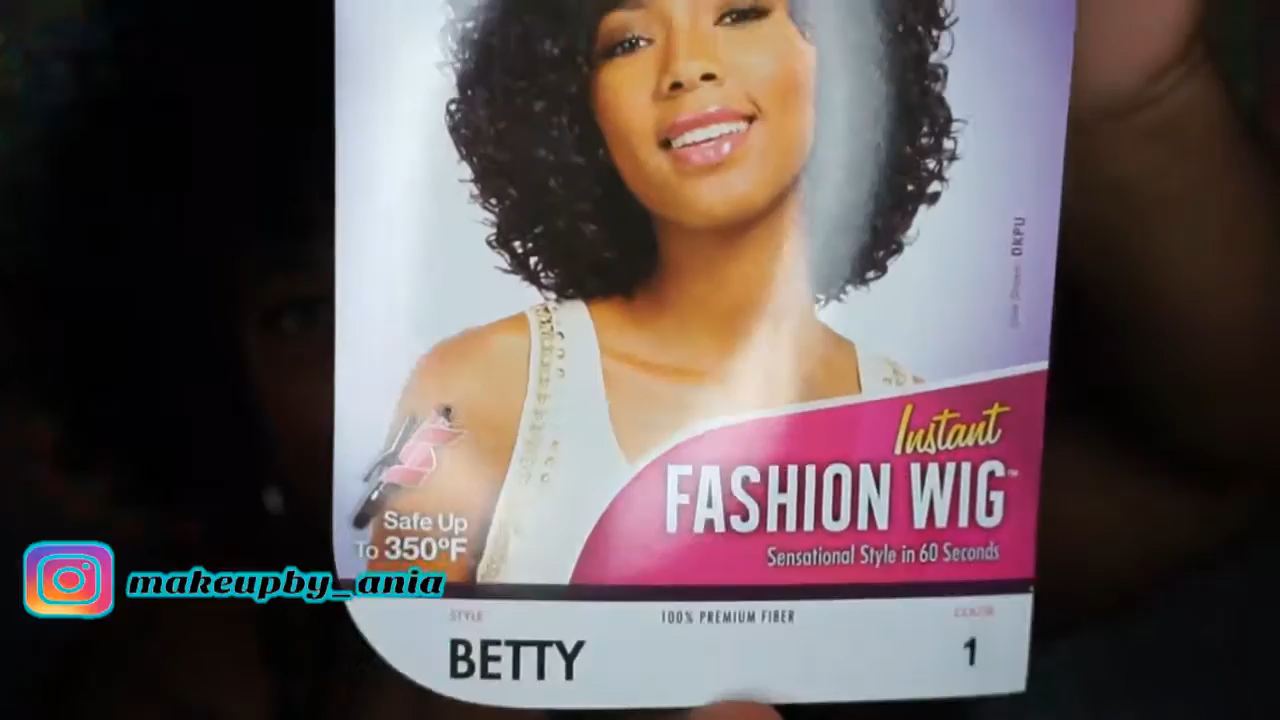 DKPU
Instant
FASHION WIG™
Sensational Style in 60 Seconds
Safe Up
To 350°F
makeupby_ania
STYLE
100% PREMIUM FIBER
COLOR
BETTY
1